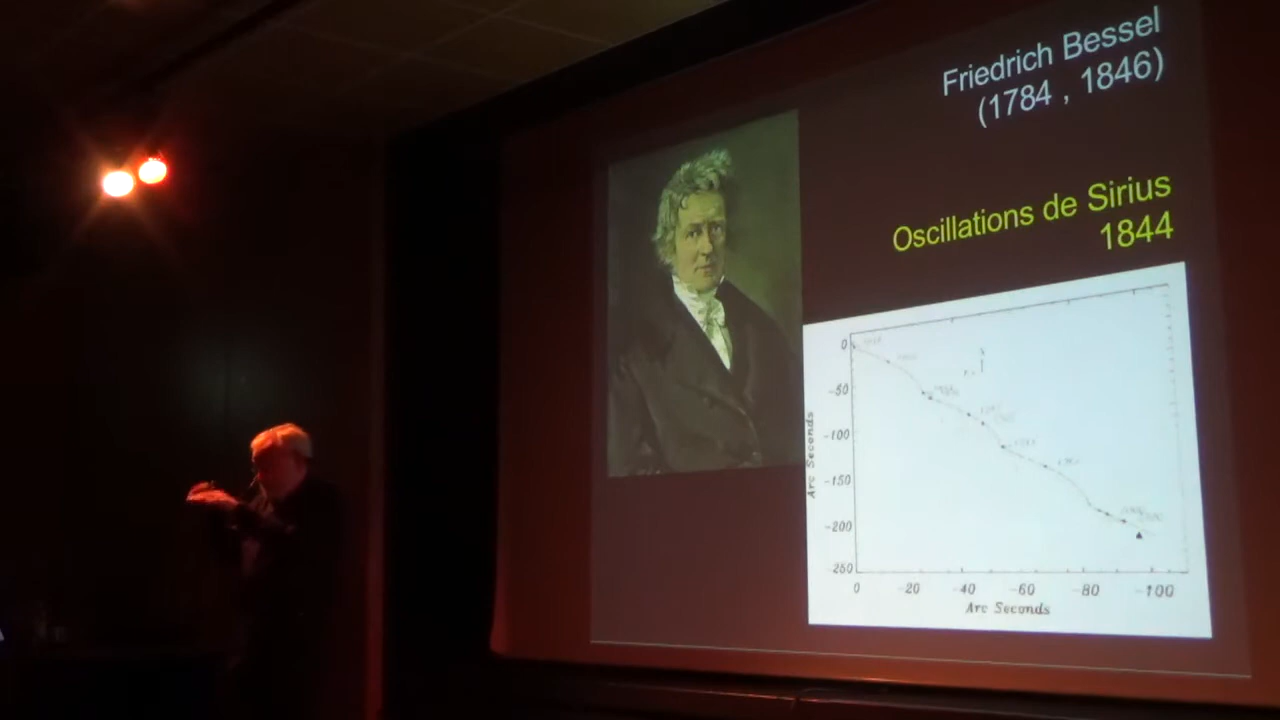 Friedrich Bessel
(1784 , 1846)
Oscillations de Sirius
1844
0
-50
-100
-150
-200
-250
Arc Seconds
0
-20
-40
-60
-80
-100
Arc Seconds